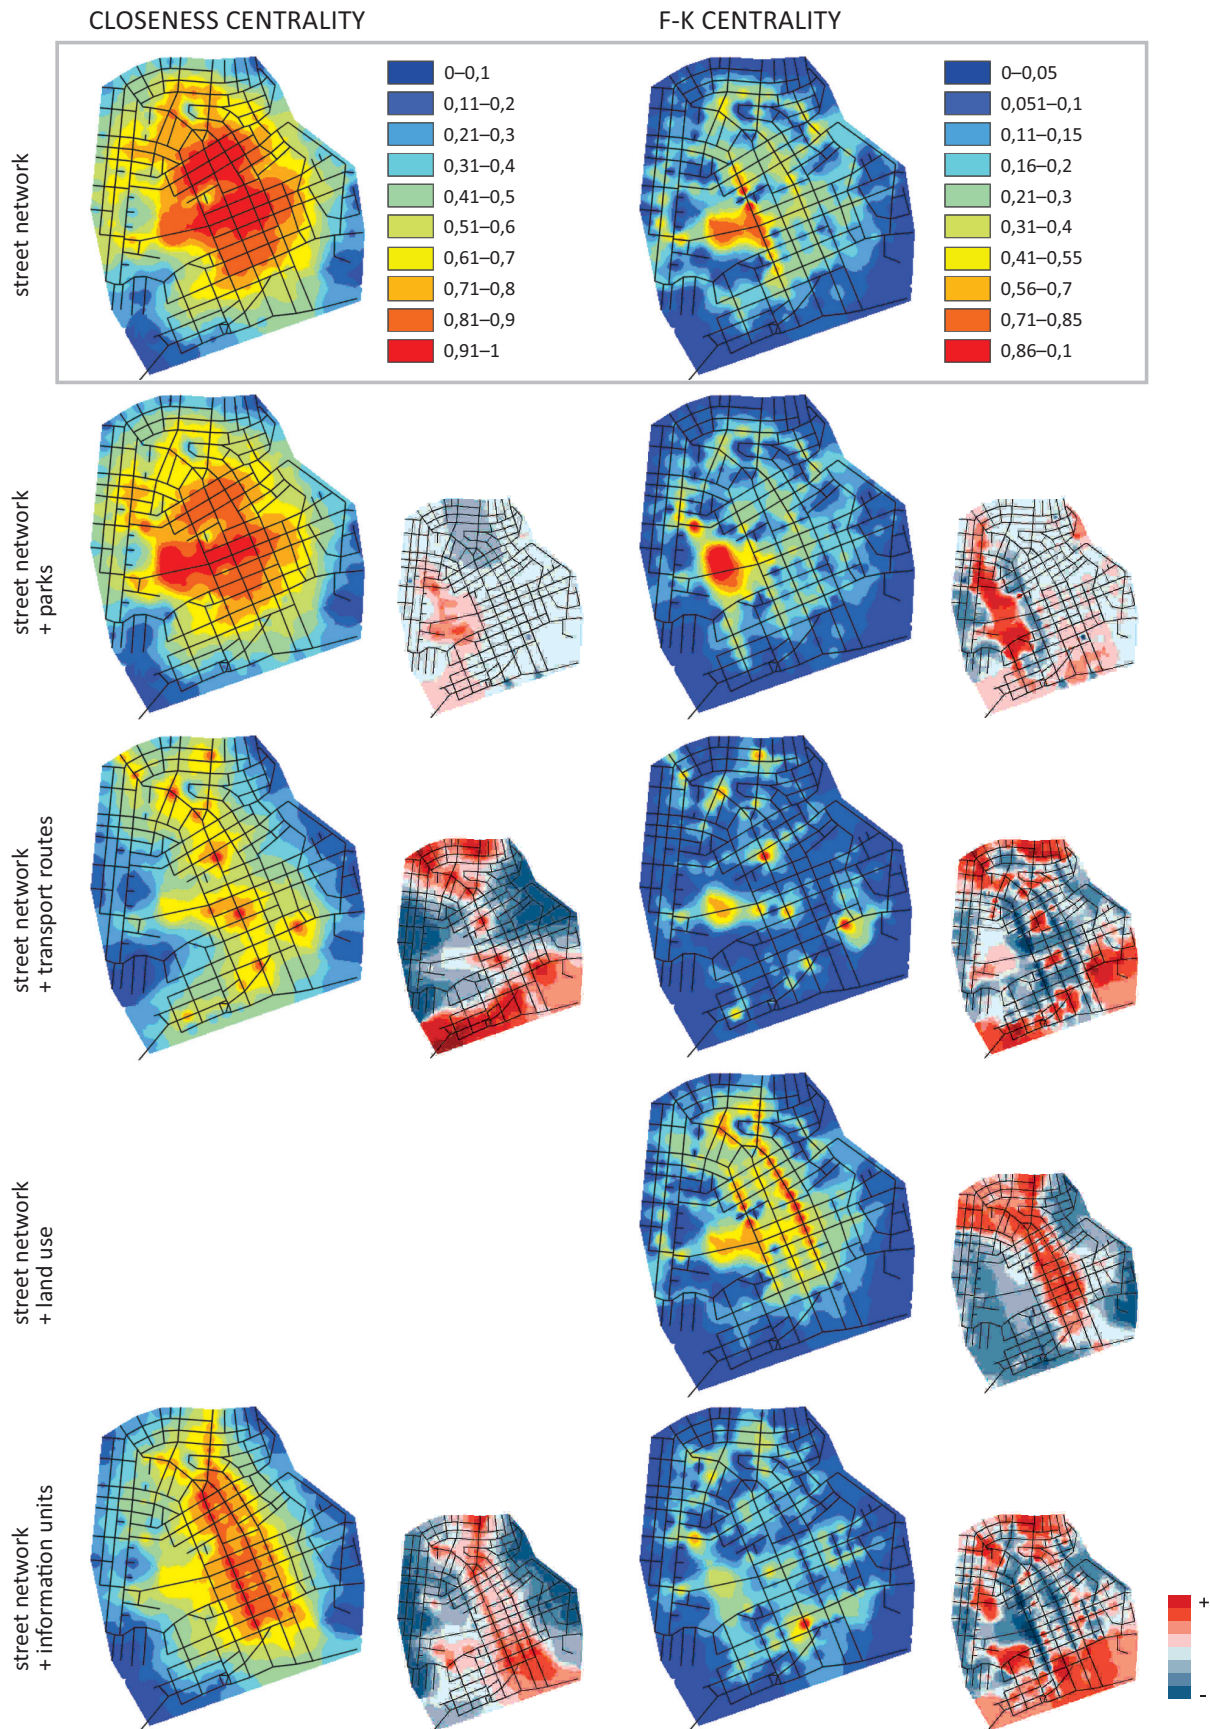 CLOSENESS CENTRALITY
F-K CENTRALITY
street network
0–0,1
0,11–0,2
0,21–0,3
0,31–0,4
0,41–0,5
0,51–0,6
0,61–0,7
0,71–0,8
0,81–0,9
0,91–1
0–0,05
0,051–0,1
0,11–0,15
0,16–0,2
0,21–0,3
0,31–0,4
0,41–0,55
0,56–0,7
0,71–0,85
0,86–0,1
street network
+ parks
street network
+ transport routes
street network
+ land use
street network
+ information units
+
-